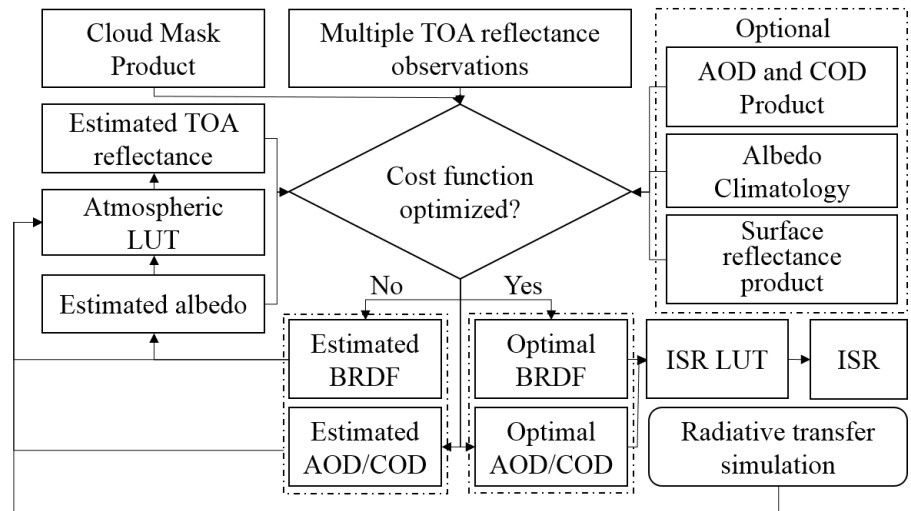 Cloud Mask
Product
Multiple TOA reflectance
observations
Optional
AOD and COD
Product
Estimated TOA
reflectance
Albedo
Climatology
Cost function
optimized?
Atmospheric
LUT
Surface
reflectance
product
Estimated albedo
No
Yes
Estimated
BRDF
Optimal
BRDF
ISR LUT
ISR
Estimated
AOD/COD
Optimal
AOD/COD
Radiative transfer
simulation